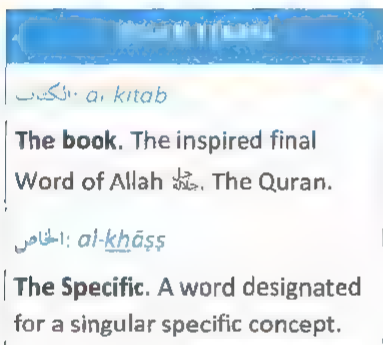 الكتاب: al kitab
The book. The inspired final
Word of Allah ﷻ. The Quran.
الخاص: al-khāṣṣ
The Specific. A word designated
for a singular specific concept.